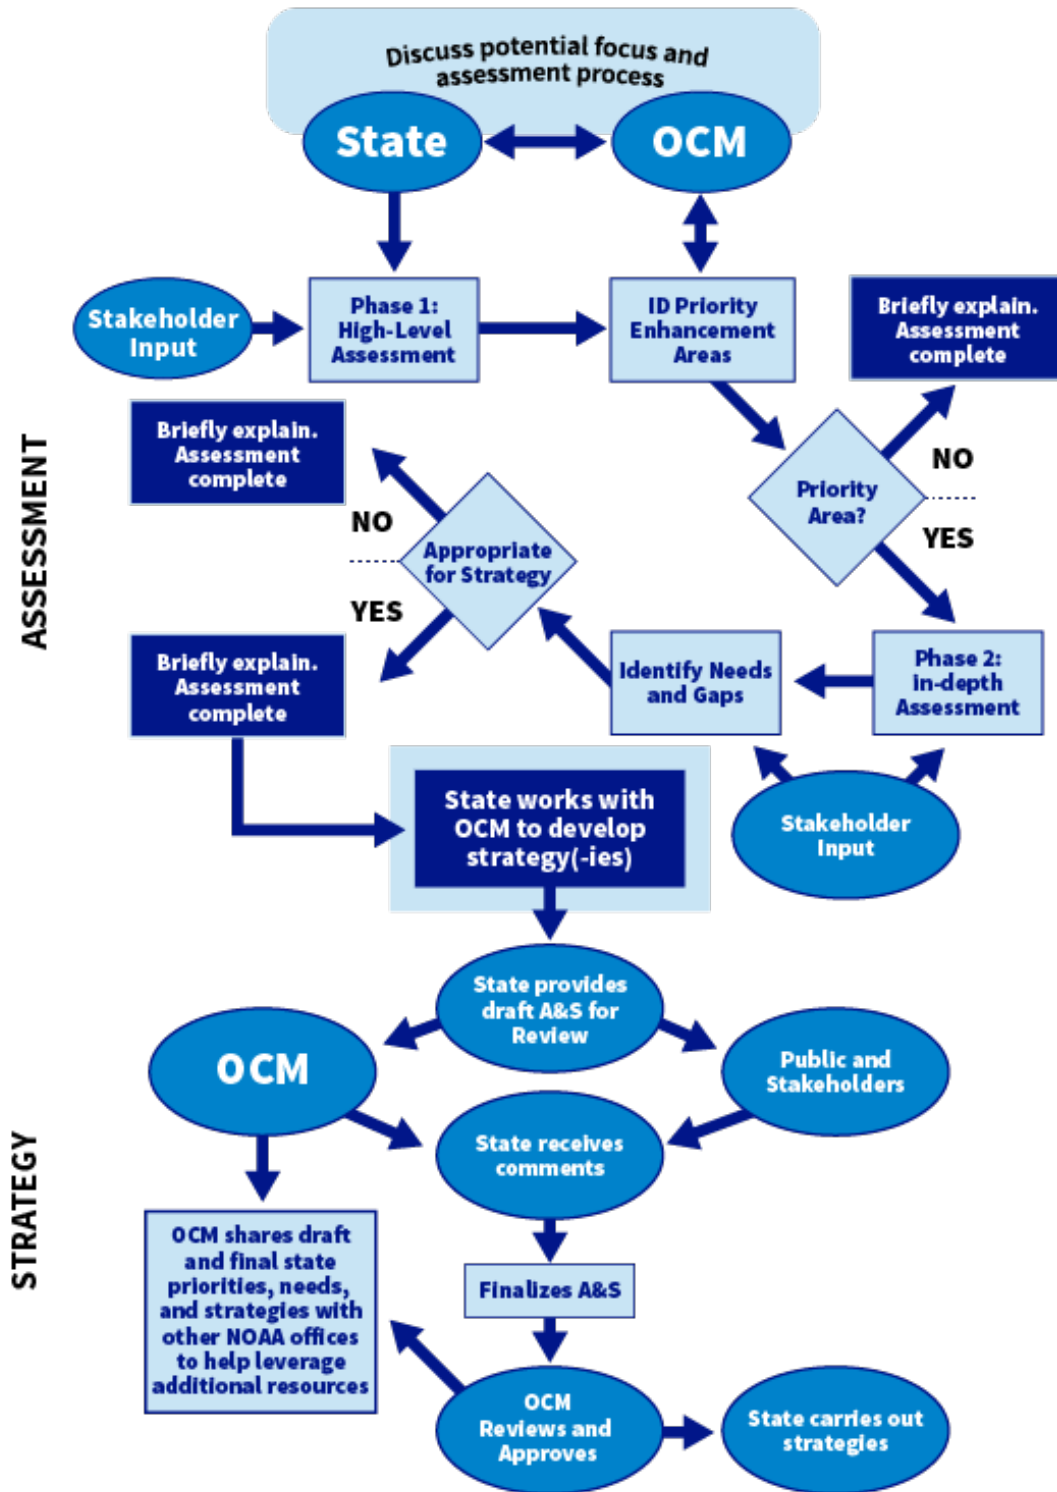 Discuss potential focus and
assessment process
State
OCM
Stakeholder
Input
Phase 1:
High-Level
Assessment
ID Priority
Enhancement
Areas
Briefly explain.
Assessment
complete
Briefly explain.
Assessment
complete
NO
Priority
Area?
YES
NO
Appropriate
for Strategy
YES
ASSESSMENT
Briefly explain.
Assessment
complete
Identify Needs
and Gaps
Phase 2:
in-depth
Assessment
State works with
OCM to develop
strategy(-ies)
Stakeholder
Input
State provides
draft A&S for
Review
OCM
Public and
Stakeholders
State receives
comments
STRATEGY
OCM shares draft
and final state
priorities, needs,
and strategies with
other NOAA offices
to help leverage
additional resources
Finalizes A&S
OCM
Reviews and
Approves
State carries out
strategies